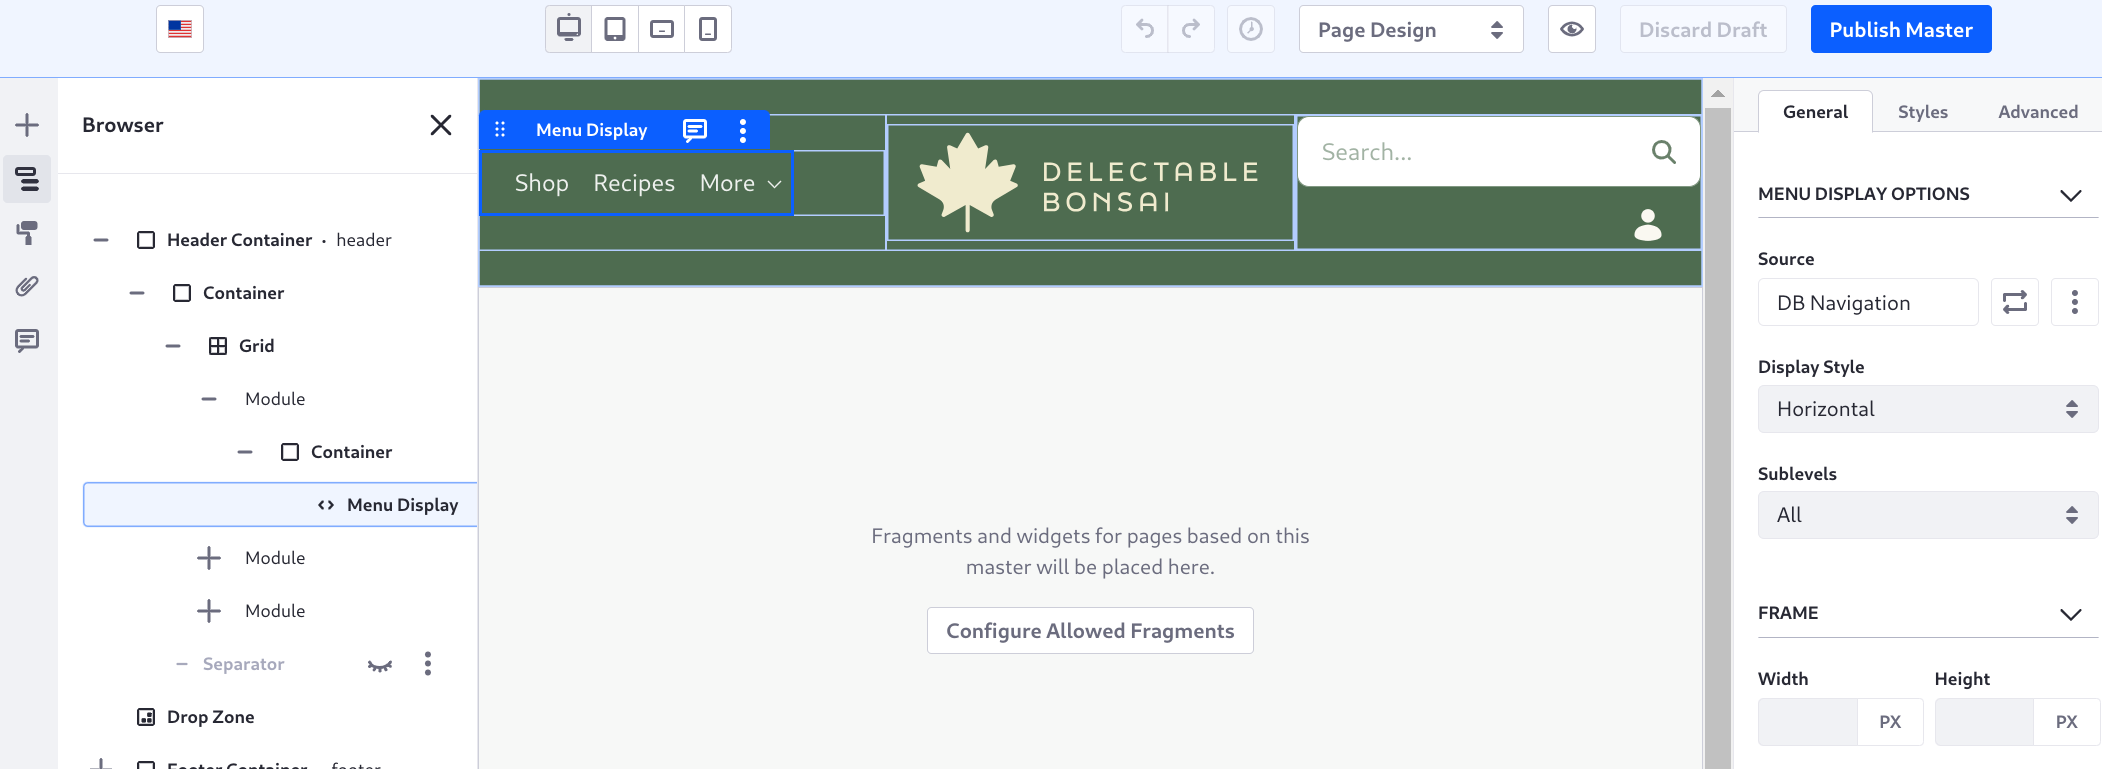 Page Design
Discard Draft
Publish Master
Browser
Header Container · header
Container
Grid
Module
Container
Menu Display
Module
Module
Separator
Drop Zone
Footer Container · footer
Menu Display
Shop
Recipes
More
DELECTABLE
BONSAI
Search...
Fragments and widgets for pages based on this
master will be placed here.
Configure Allowed Fragments
General
Styles
Advanced
MENU DISPLAY OPTIONS
Source
DB Navigation
Display Style
Horizontal
Sublevels
All
FRAME
Width
Height
PX
PX